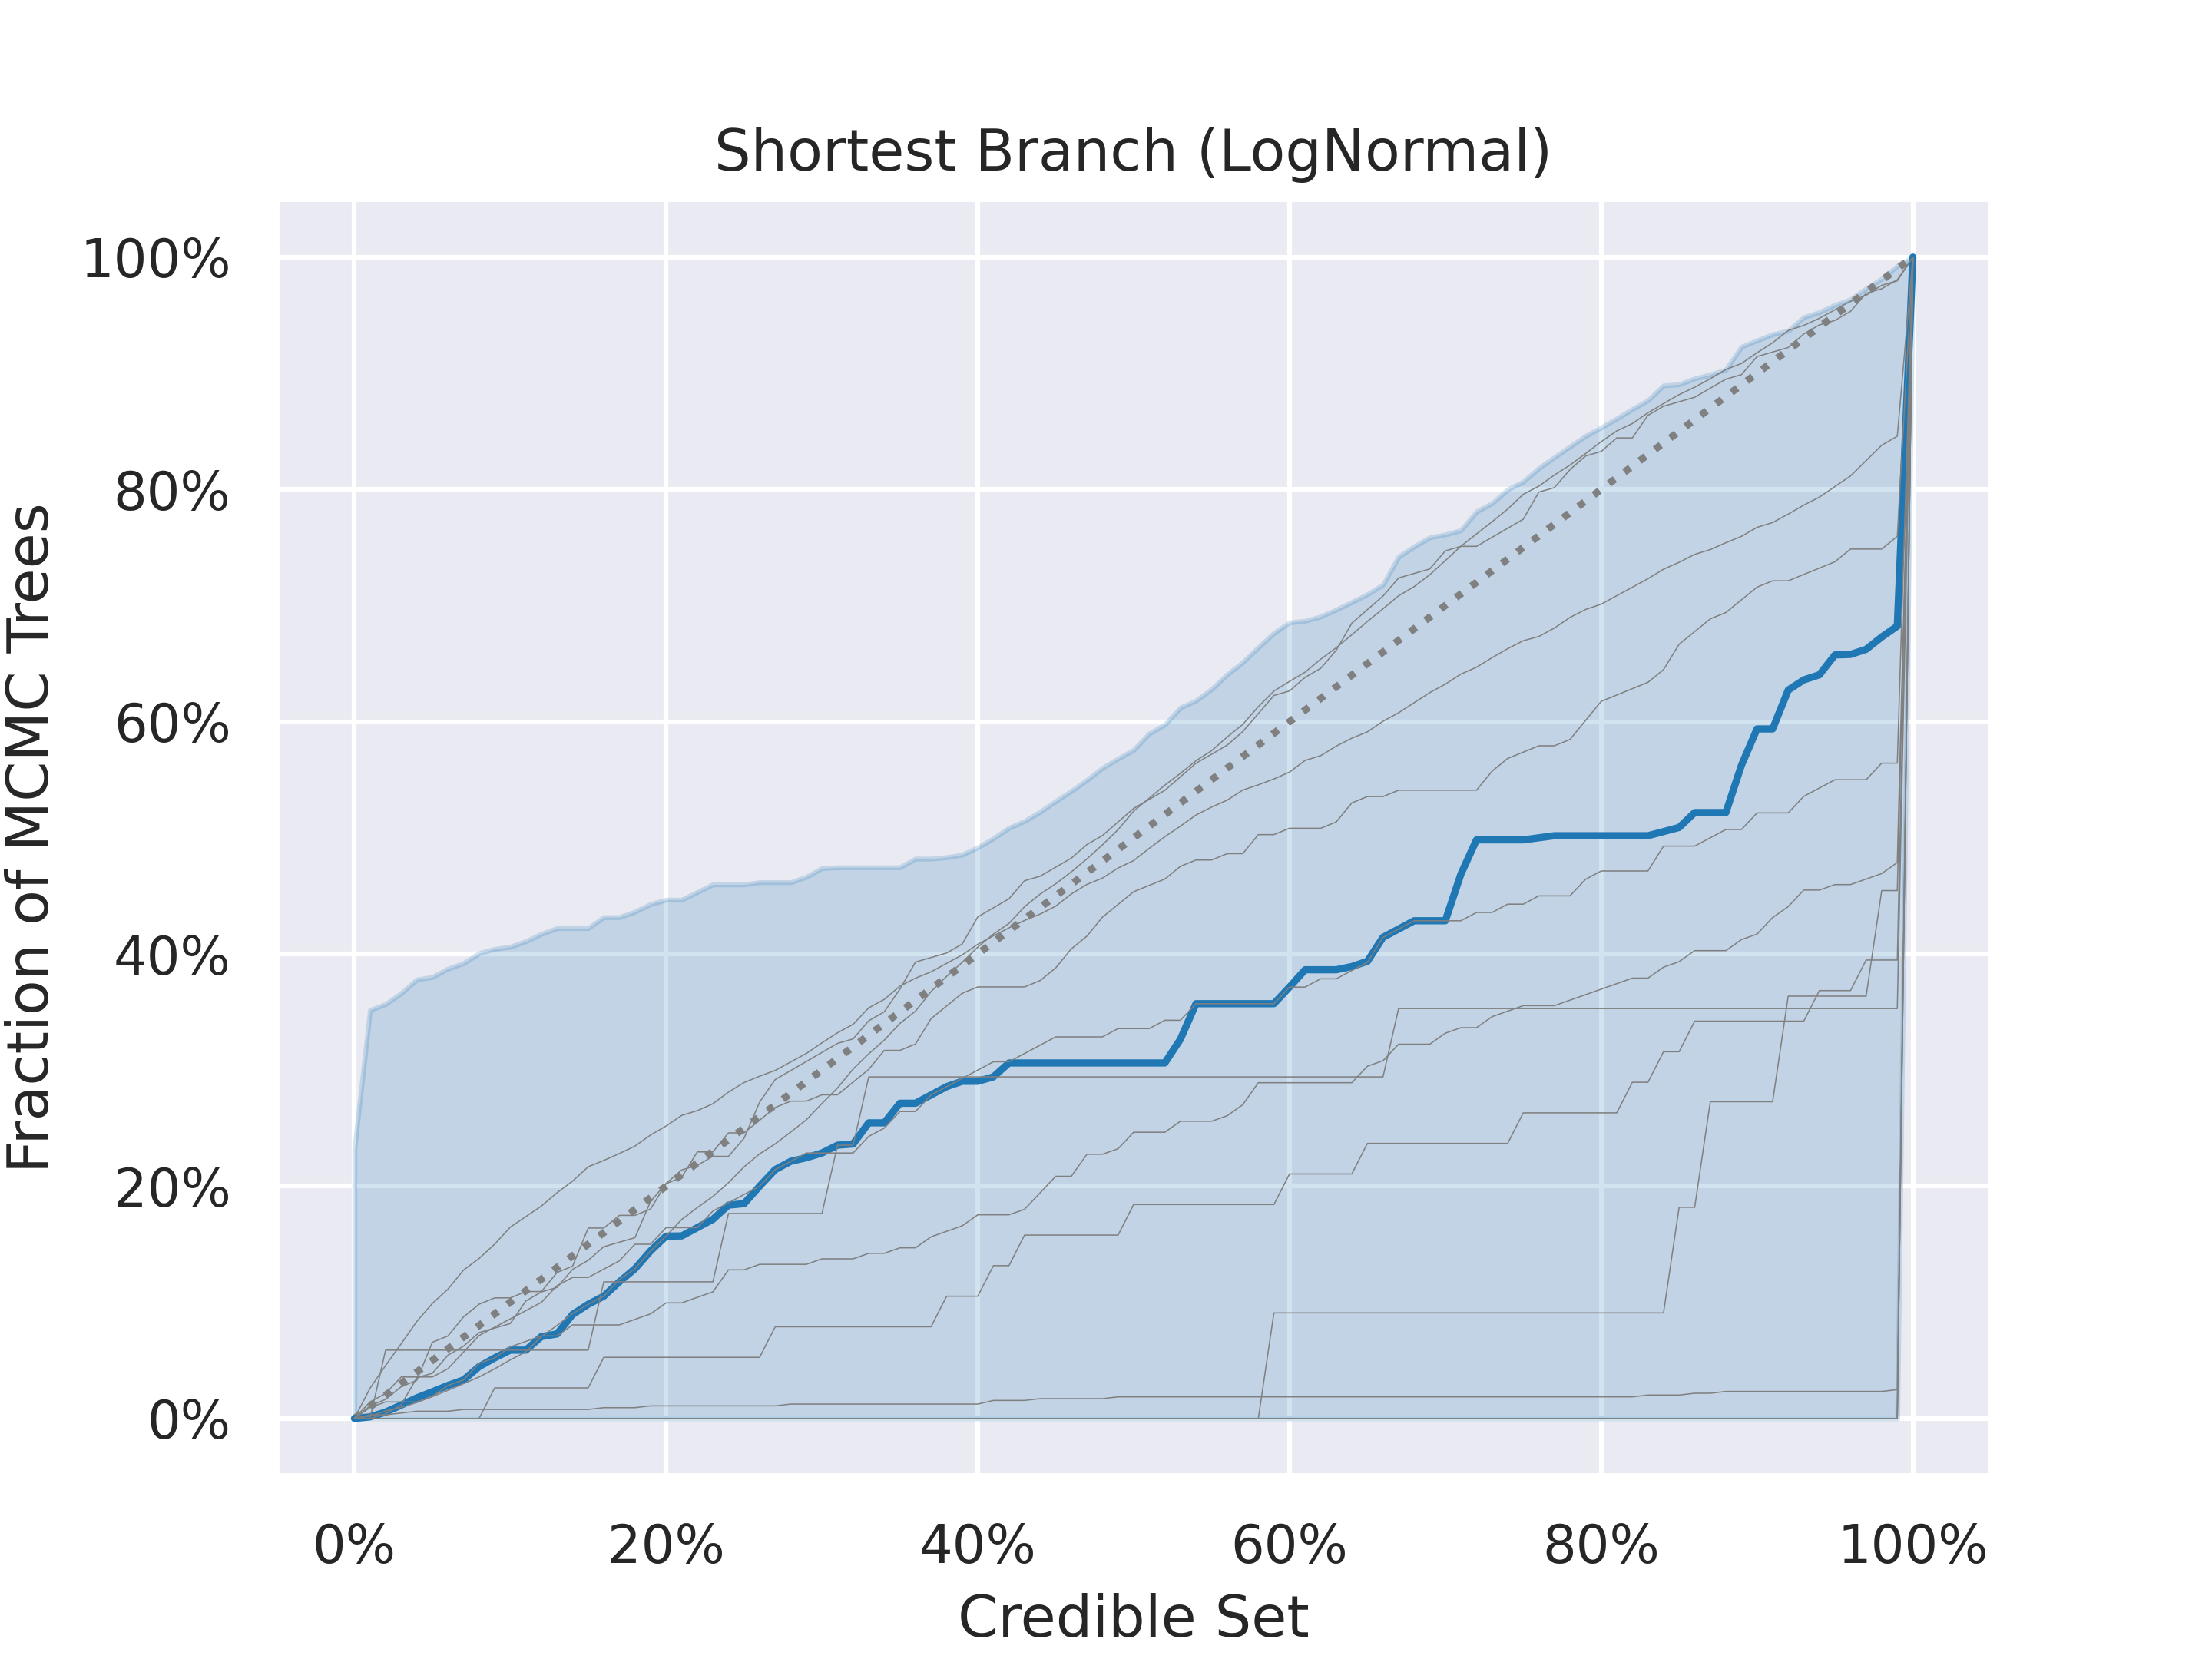 Shortest Branch (LogNormal)
100%
80%
60%
40%
20%
0%
Fraction of MCMC Trees
0% 20% 40% 60% 80% 100%
Credible Set